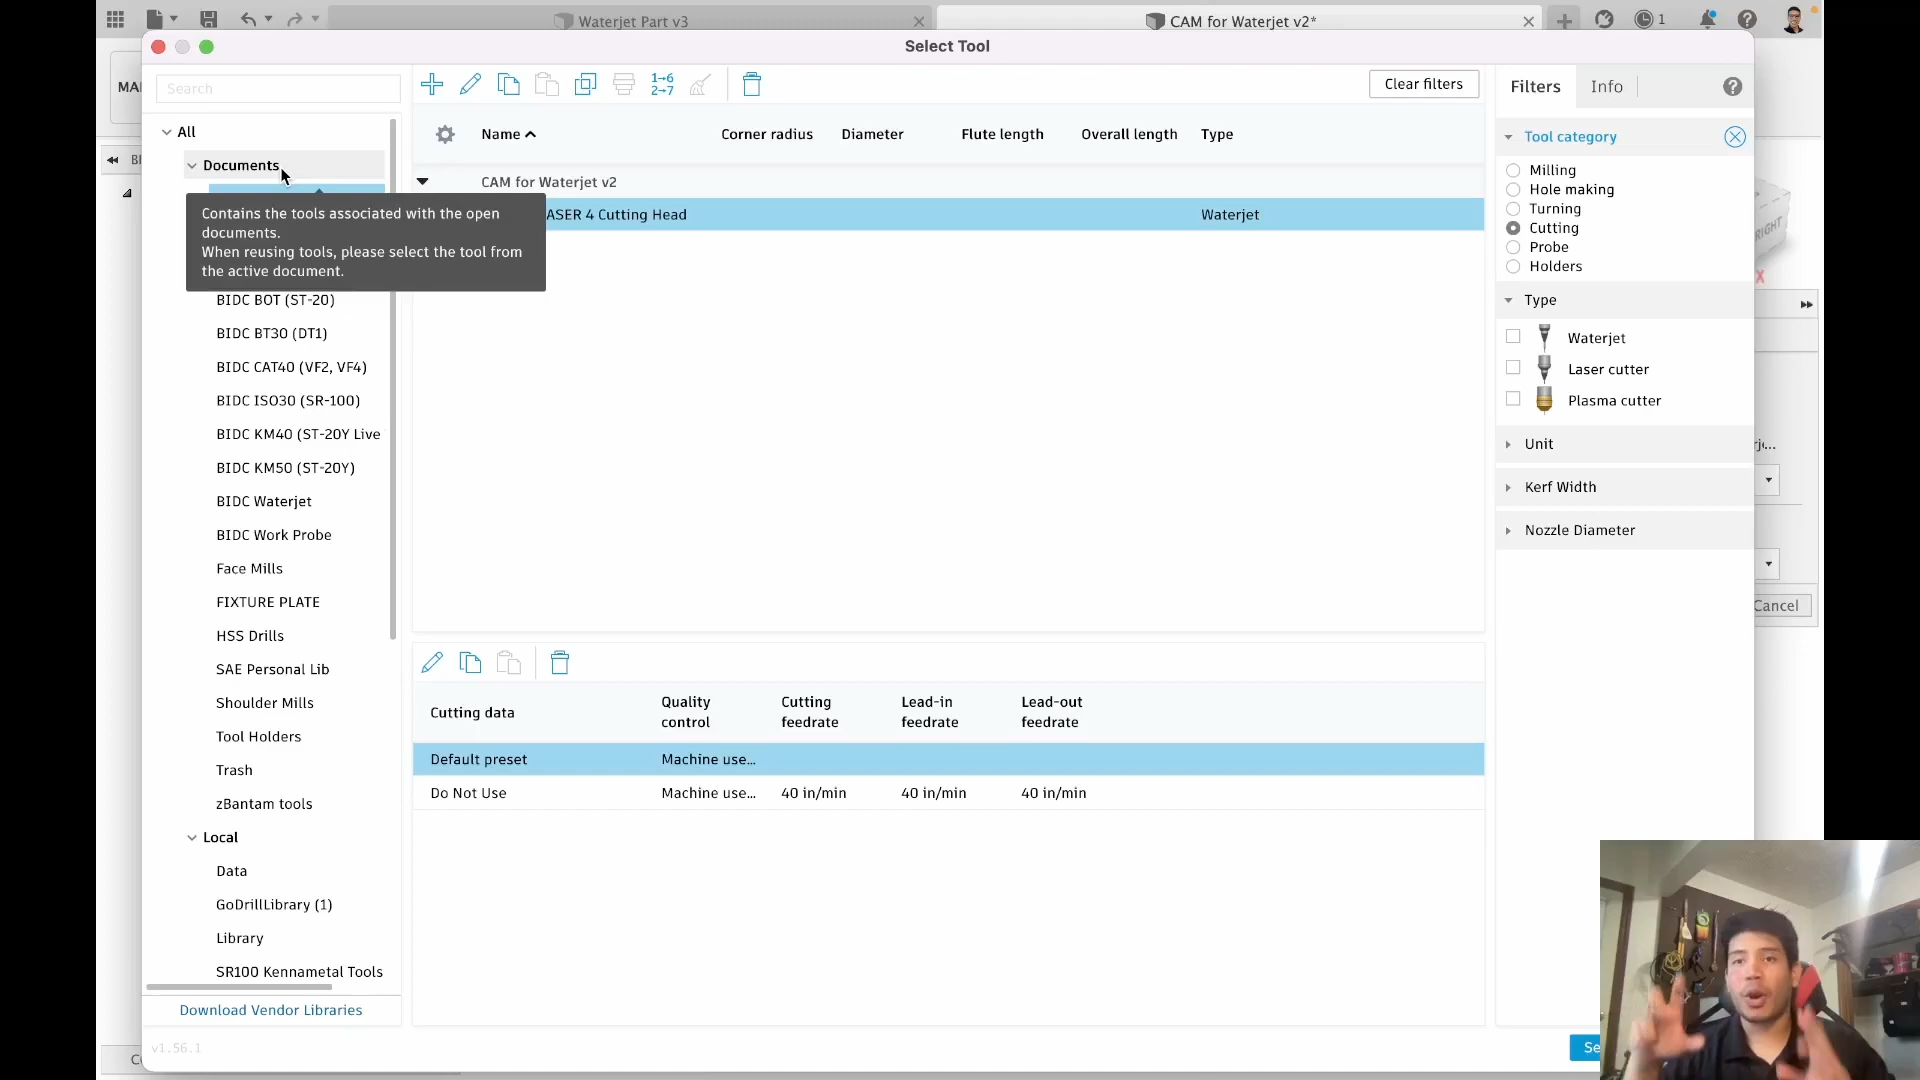 Waterjet Part v3
CAM for Waterjet v2*
1
Select Tool
MA
Search
Clear filters
Filters
Info
All
Documents
Contains the tools associated with the open
documents.
When reusing tools, please select the tool from
the active document.
BIDC BOT (ST-20)
BIDC BT30 (DT1)
BIDC CAT40 (VF2, VF4)
BIDC ISO30 (SR-100)
BIDC KM40 (ST-20Y Live
BIDC KM50 (ST-20Y)
BIDC Waterjet
BIDC Work Probe
Face Mills
FIXTURE PLATE
HSS Drills
SAE Personal Lib
Shoulder Mills
Tool Holders
Trash
zBantam tools
Local
Data
GoDrillLibrary (1)
Library
SR100 Kennametal Tools
Download Vendor Libraries
v1.56.1
1→6
2→7
Name
Corner radius
Diameter
Flute length
Overall length
Type
CAM for Waterjet v2
ASER 4 Cutting Head
Waterjet
Cutting data
Quality
control
Cutting
feedrate
Lead-in
feedrate
Lead-out
feedrate
Default preset
Machine use...
Do Not Use
Machine use...
40 in/min
40 in/min
40 in/min
Tool category
Milling
Hole making
Turning
Cutting
Probe
Holders
Type
Waterjet
Laser cutter
Plasma cutter
Unit
Kerf Width
Nozzle Diameter
RIGHT
X
Cancel
Se